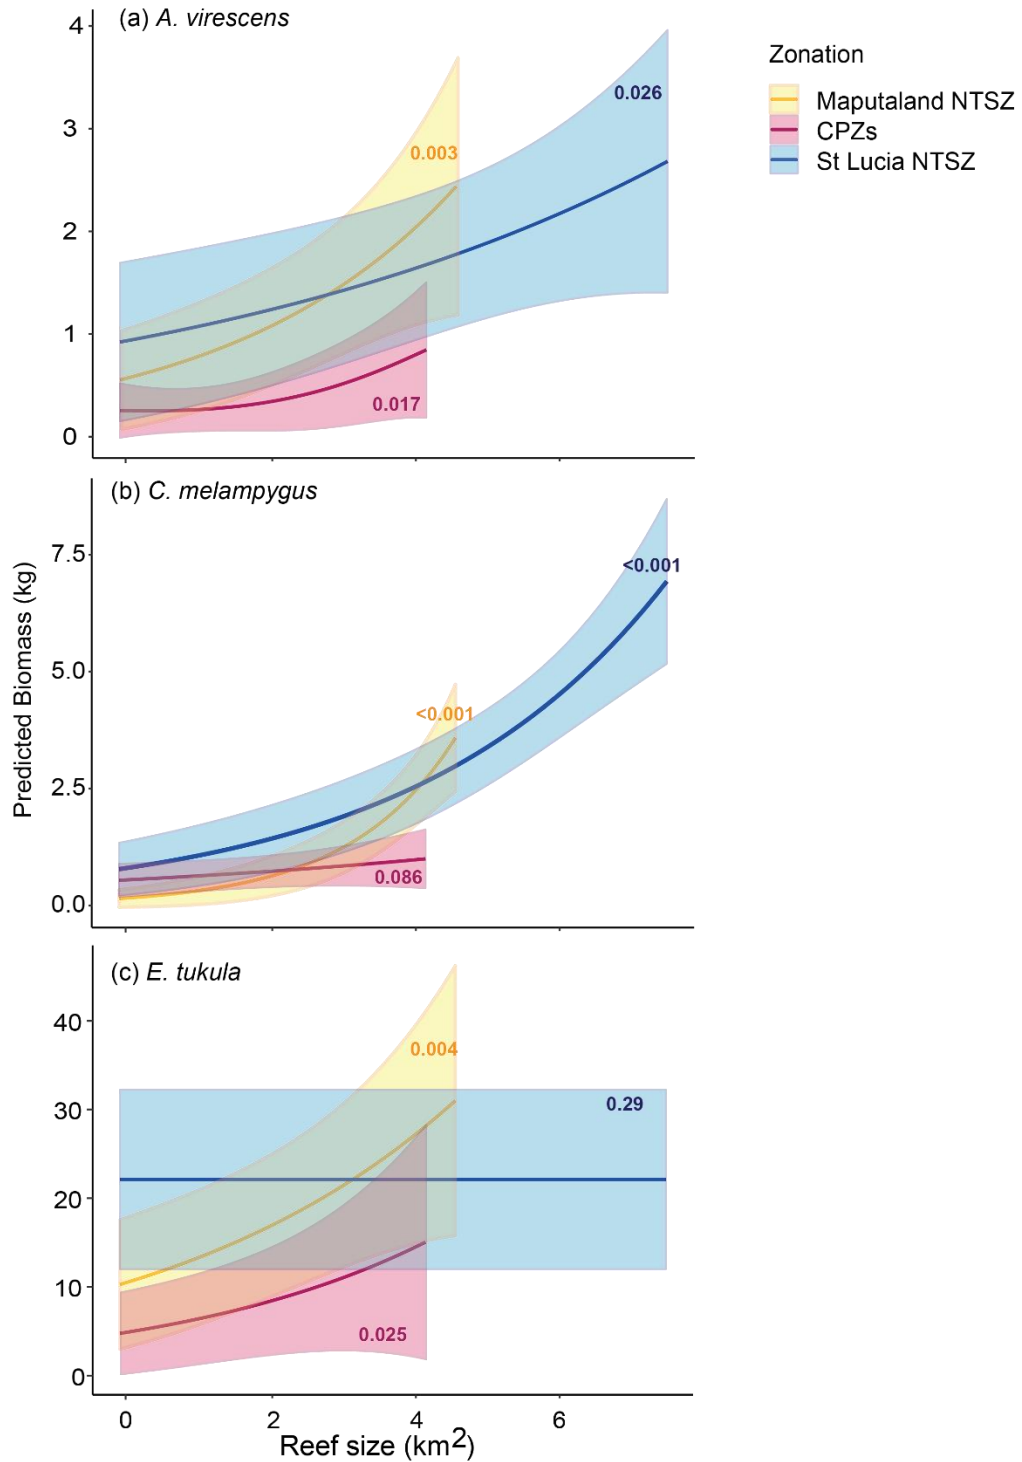 (a) A. virescens
4
3
2
1
0
0.003
0.026
0.017
Zonation
Maputaland NTSZ
CPZs
St Lucia NTSZ
(b) C. melampygus
7.5
5.0
2.5
0.0
<0.001
<0.001
0.086
Predicted Biomass (kg)
(c) E. tukula
40
30
20
10
0
0.004
0.29
0.025
0 2 4 6
Reef size (km²)